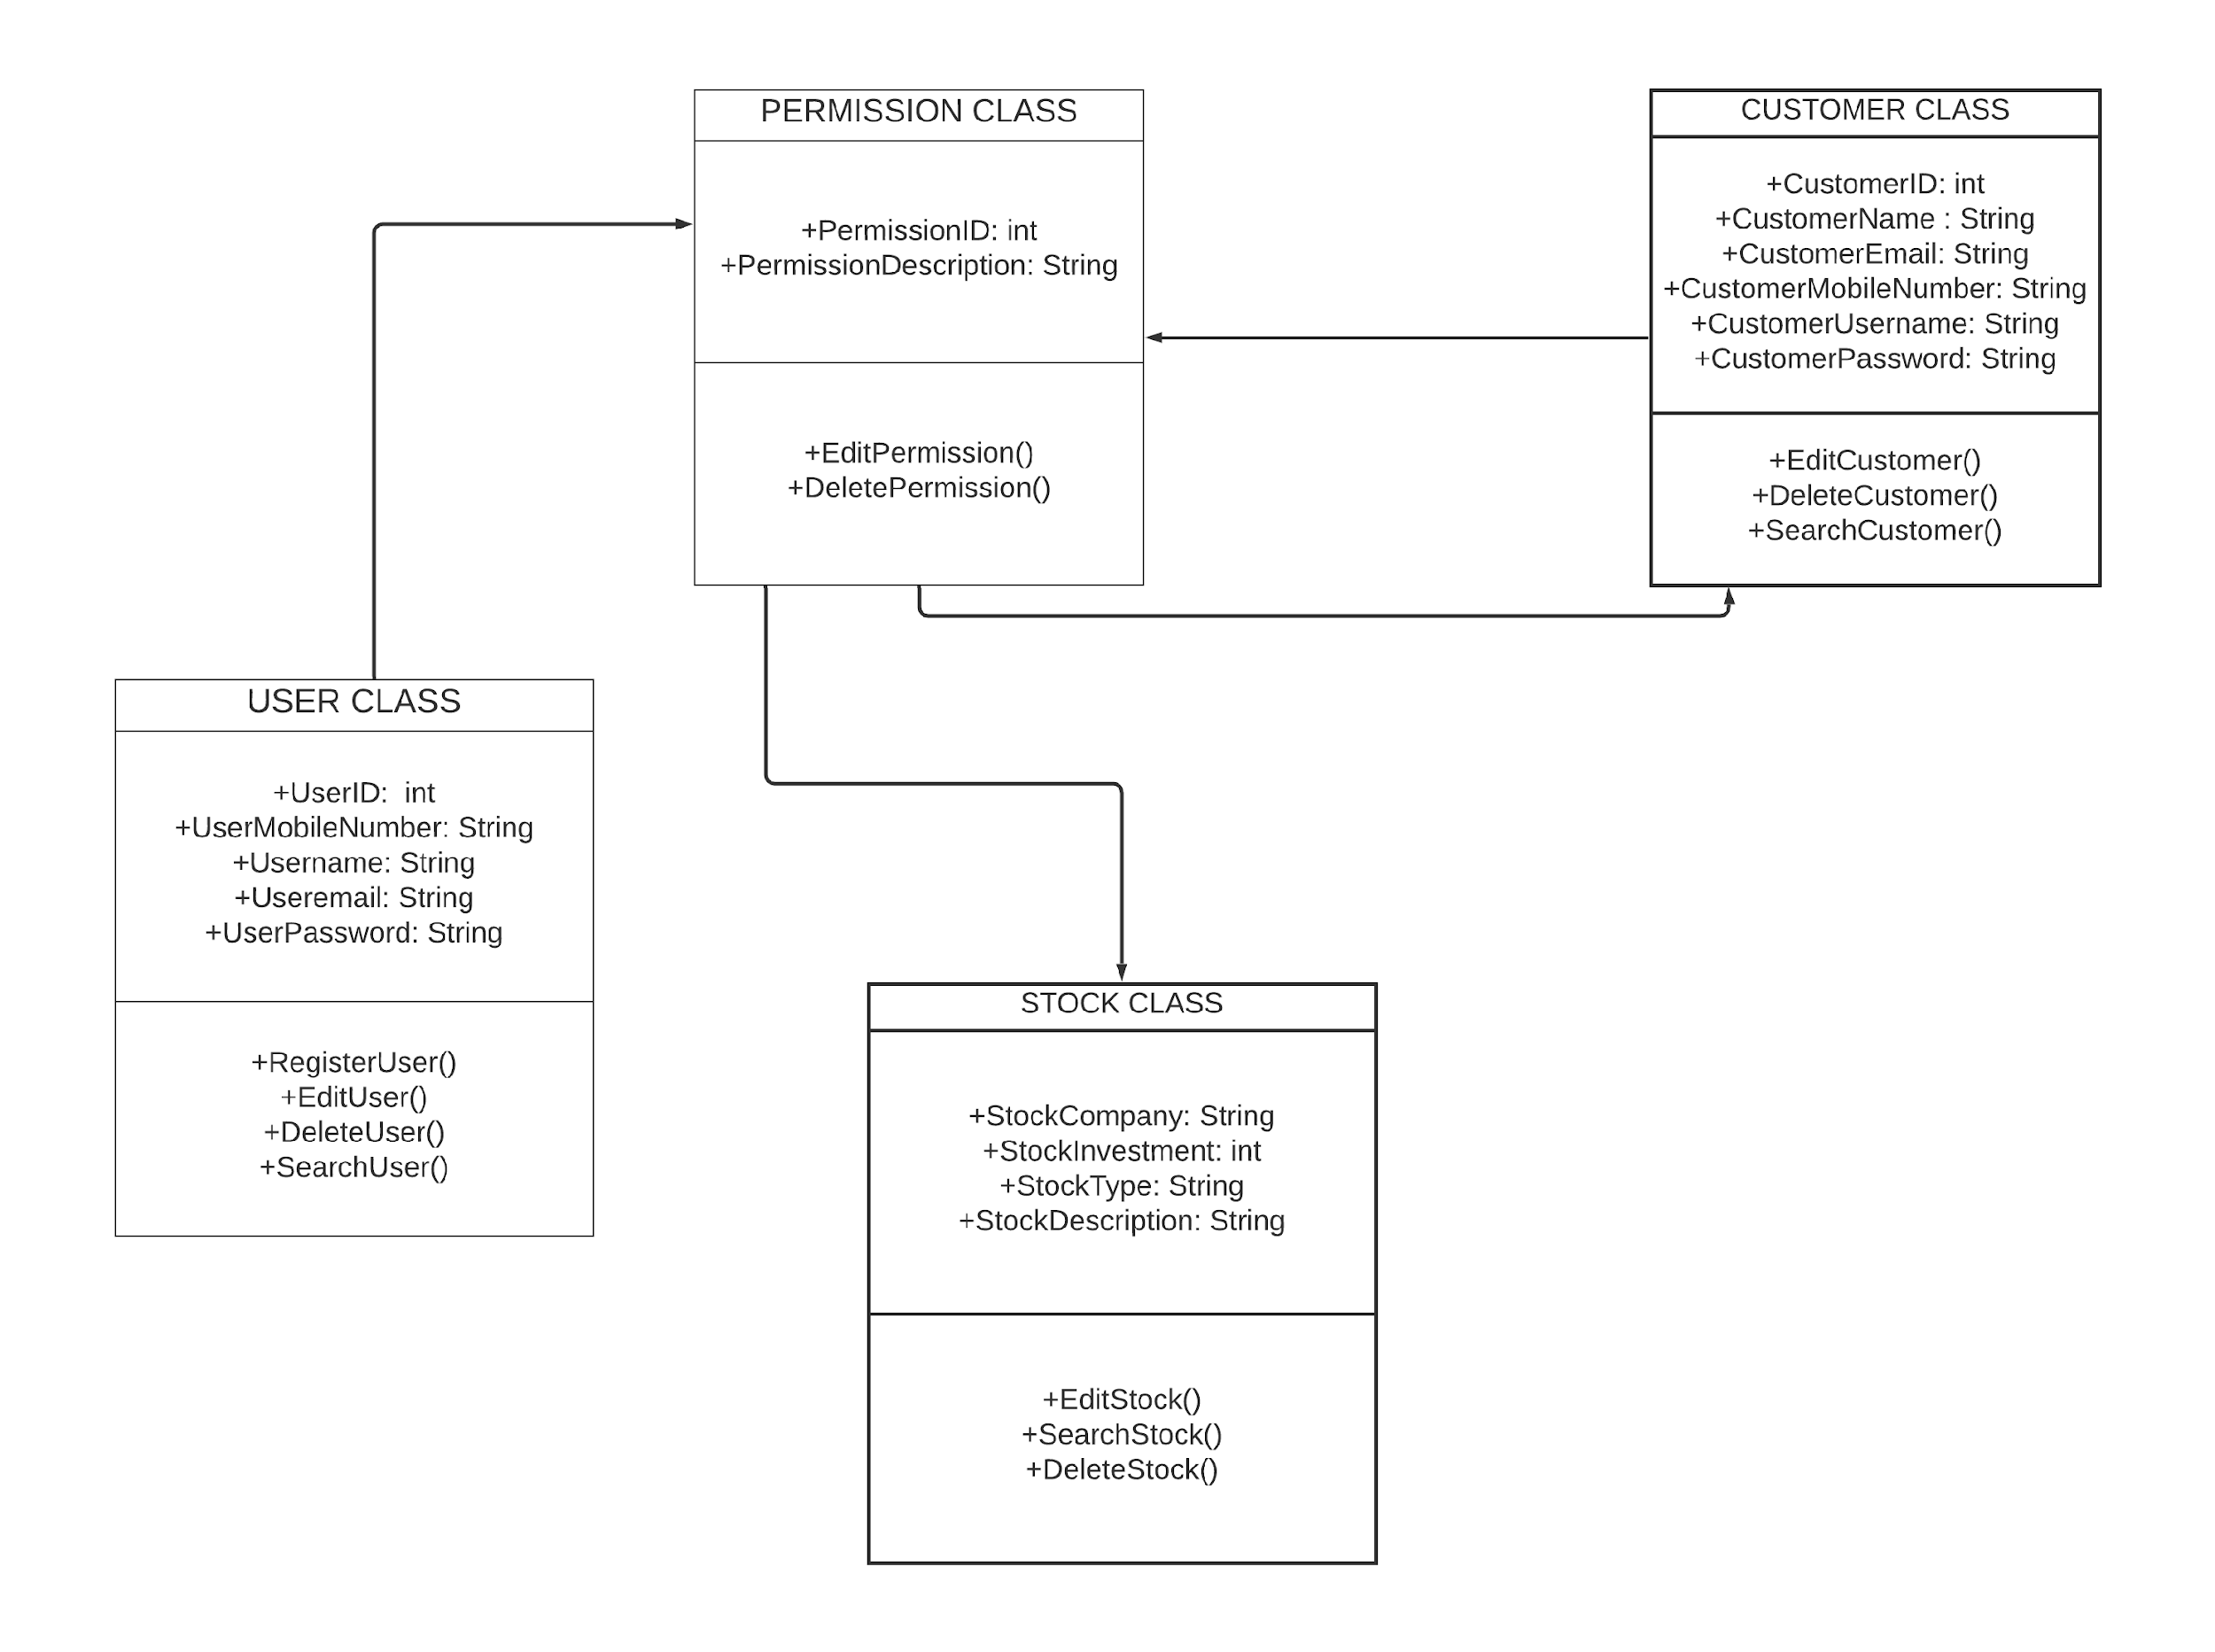 PERMISSION CLASS
+PermissionID: int
+PermissionDescription: String
+EditPermission()
+DeletePermission()
CUSTOMER CLASS
+CustomerID: int
+CustomerName : String
+CustomerEmail: String
+CustomerMobileNumber: String
+CustomerUsername: String
+CustomerPassword: String
+EditCustomer()
+DeleteCustomer()
+SearchCustomer()
USER CLASS
+UserID:  int
+UserMobileNumber: String
+Username: String
+Useremail: String
+UserPassword: String
+RegisterUser()
+EditUser()
+DeleteUser()
+SearchUser()
STOCK CLASS
+StockCompany: String
+StockInvestment: int
+StockType: String
+StockDescription: String
+EditStock()
+SearchStock()
+DeleteStock()